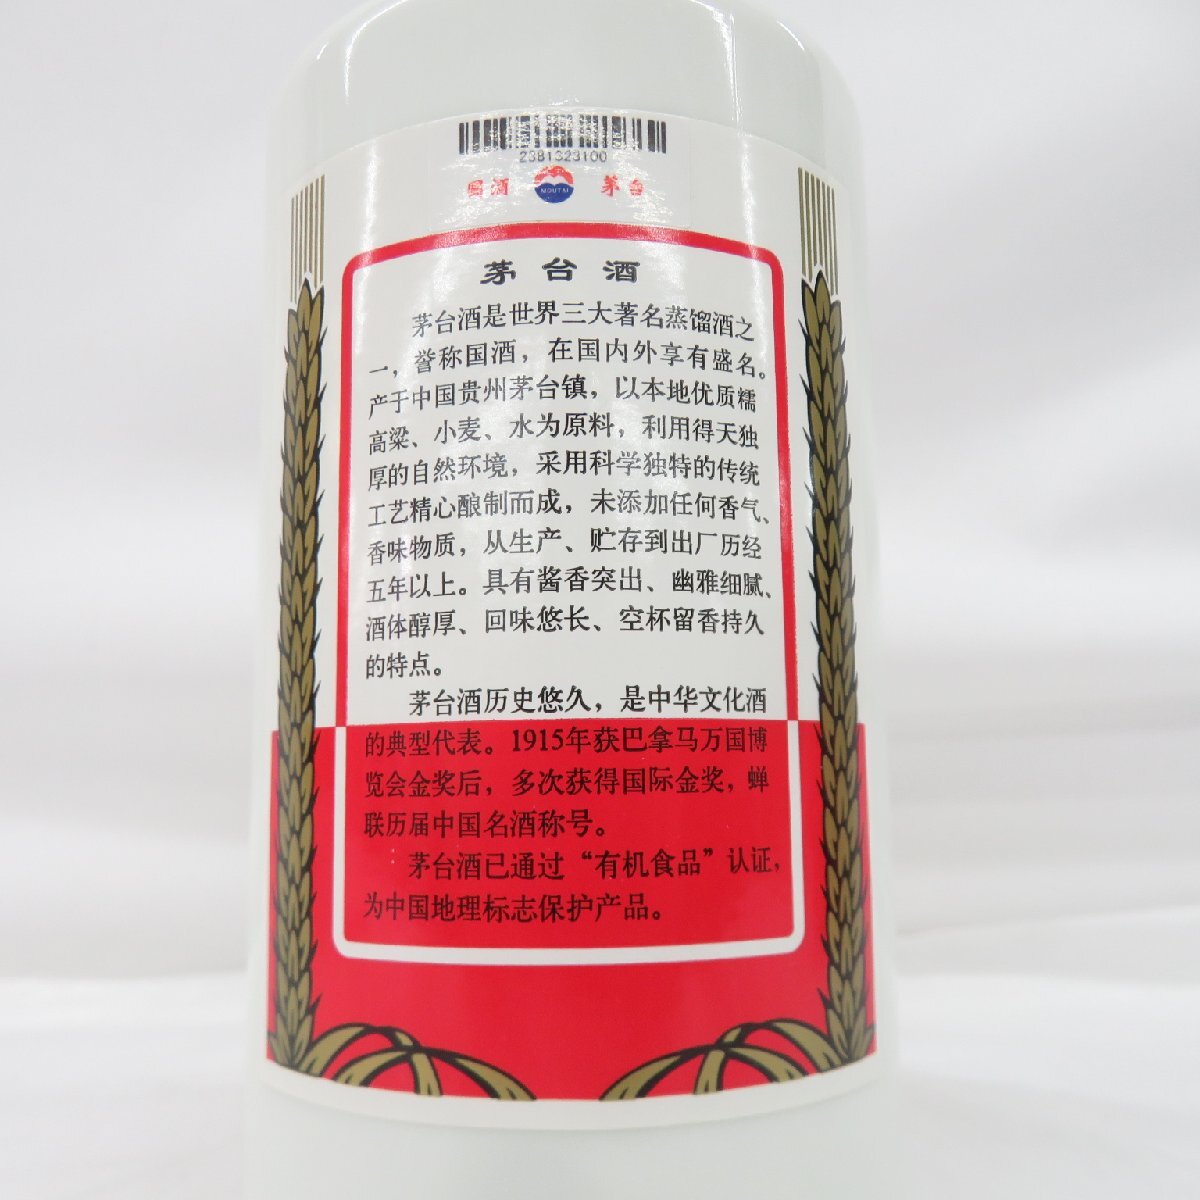 2381323100
国酒 MOUTAI 茅台
茅台酒
茅台酒是世界三大著名蒸馏酒之
一，誉称国酒，在国内外享有盛名。
产于中国贵州茅台镇，以本地优质糯
高粱、小麦、水为原料，利用得天独
厚的自然环境，采用科学独特的传统
工艺精心酿制而成，未添加任何香气、
香味物质，从生产、贮存到出厂历经
五年以上。具有酱香突出、幽雅细腻、
酒体醇厚、回味悠长、空杯留香持久
的特点。
茅台酒历史悠久，是中华文化酒
的典型代表。1915年获巴拿马万国博
览会金奖后，多次获得国际金奖，蝉
联历届中国名酒称号。
茅台酒已通过“有机食品”认证，
为中国地理标志保护产品。